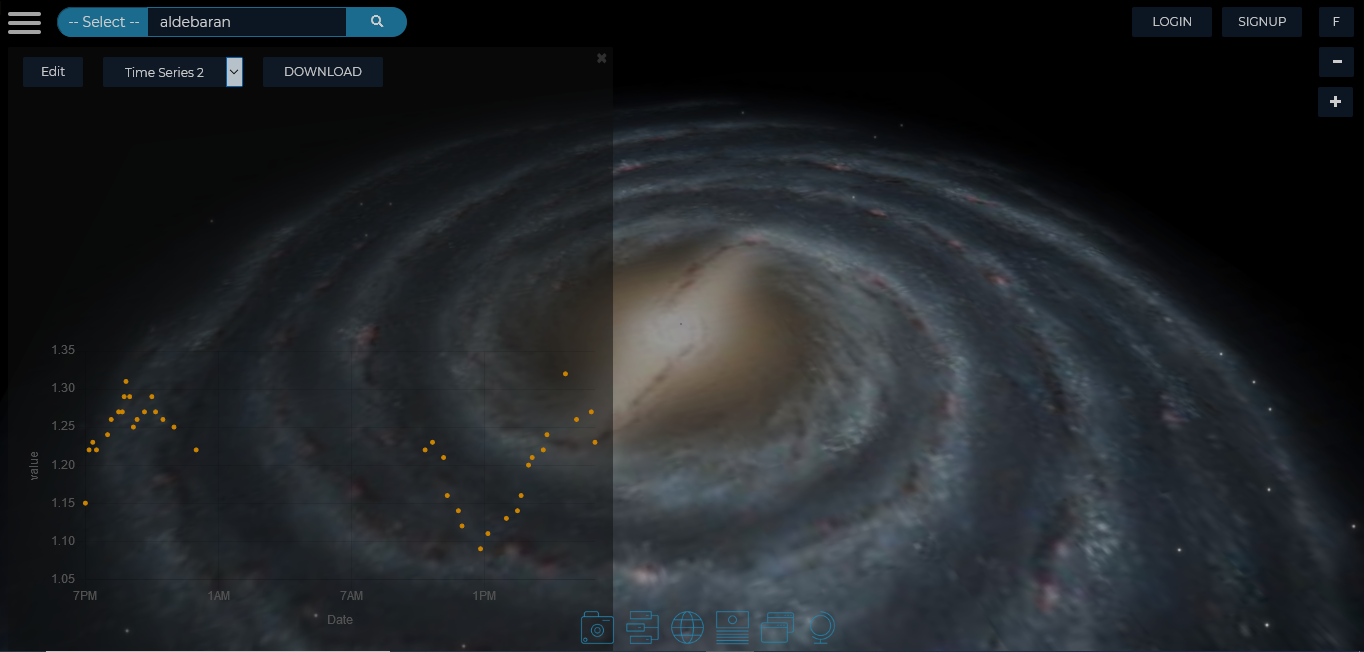 -- Select -- aldebaran LOGIN SIGNUP F
Edit Time Series 2 DOWNLOAD
1.35
1.30
1.25
1.20
1.15
1.10
1.05
value
7PM 1AM 7AM 1PM
Date